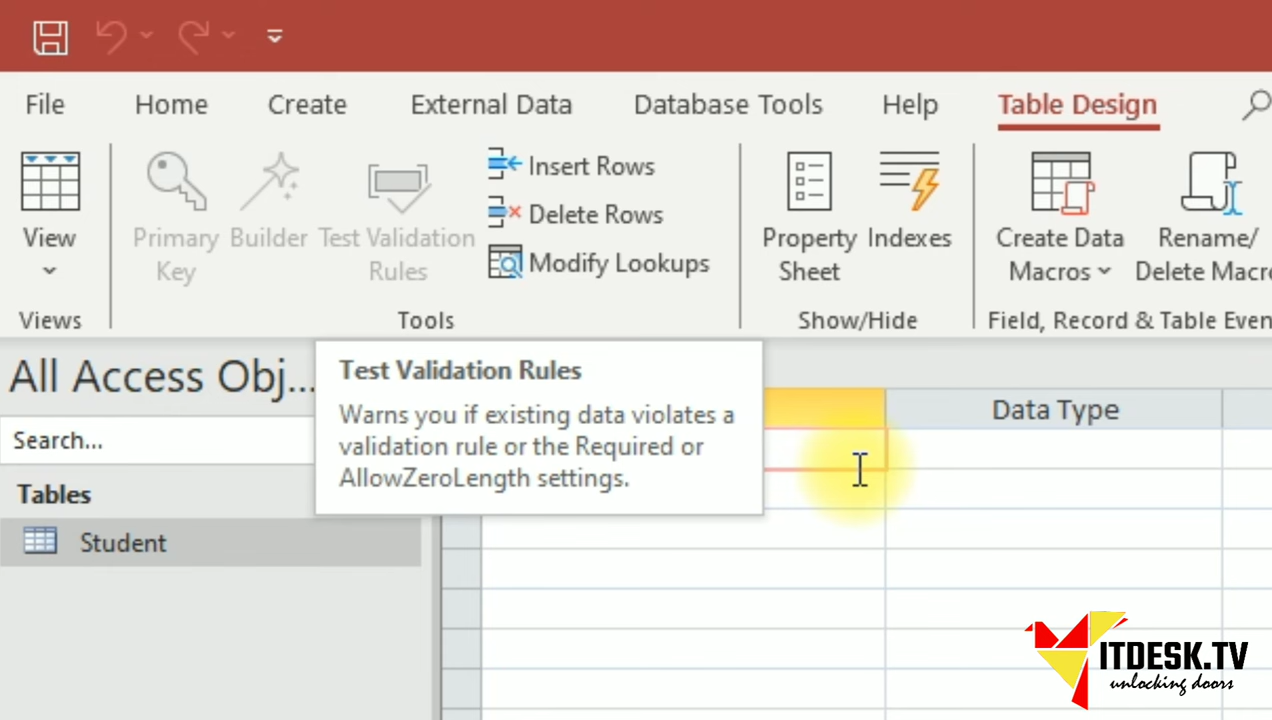 File Home Create External Data Database Tools Help Table Design
View
Primary Key
Builder
Test Validation Rules
Insert Rows
Delete Rows
Modify Lookups
Property Sheet
Indexes
Create Data Macros
Rename/
Delete Macr
Views Tools Show/Hide Field, Record & Table Even
All Access Obj...
Search...
Tables
Student
Test Validation Rules
Warns you if existing data violates a
validation rule or the Required or
AllowZeroLength settings.
Data Type
ITDESK.TV
unlocking doors